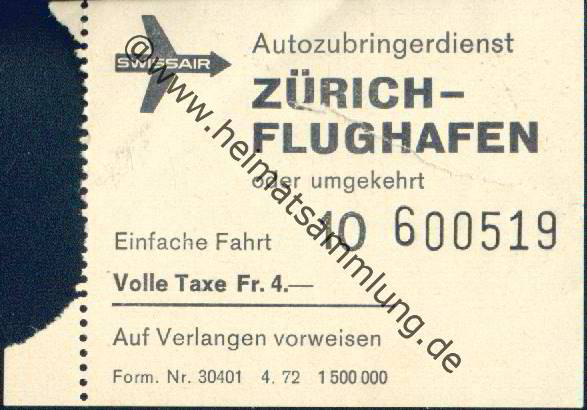 SWISSAIR
Autozubringerdienst
ZÜRICH-
FLUGHAFEN
oder umgekehrt
10 600519
Einfache Fahrt
Volle Taxe Fr. 4.—
Auf Verlangen vorweisen
Form. Nr. 30401 4. 72 1 500 000
@www.heimatsammlung.de